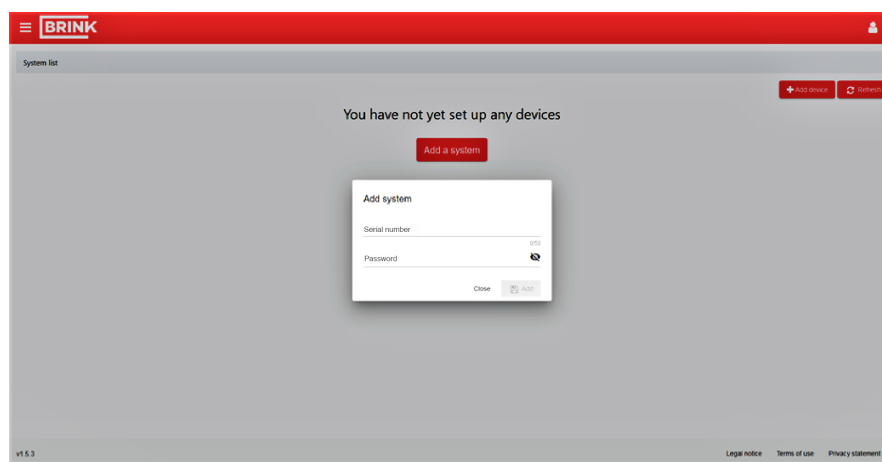 BRINK
System list
Add device Refresh
You have not yet set up any devices
Add a system
Add system
Serial number
0/50
Password
Close Add
v1.5.3 Legal notice Terms of use Privacy statement